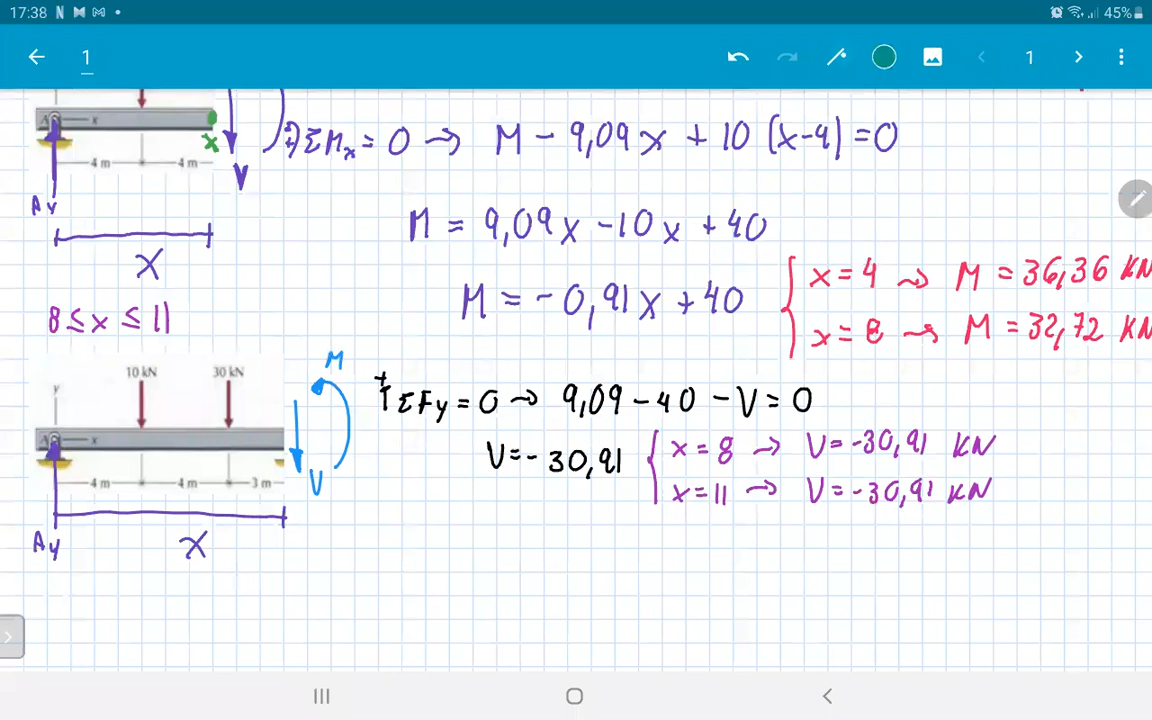 17:38 N
45%
1
1
A x
x
4 m 4 m
V
Ay
x
+)ΣMx = 0 → M - 9,09x + 10 (x-4) = 0
M = 9,09x - 10x + 40
M = -0,91x + 40
x = 4 → M = 36,36 KN
x = 8 → M = 32,72 KN
8 ≤ x ≤ 11
y
10 kN 30 kN
M
A x
4 m 4 m 3 m
V
Ay
x
+↑ΣFy = 0 → 9,09 - 40 - V = 0
V = -30,91
x = 8 → V = -30,91 KN
x = 11 → V = -30,91 KN